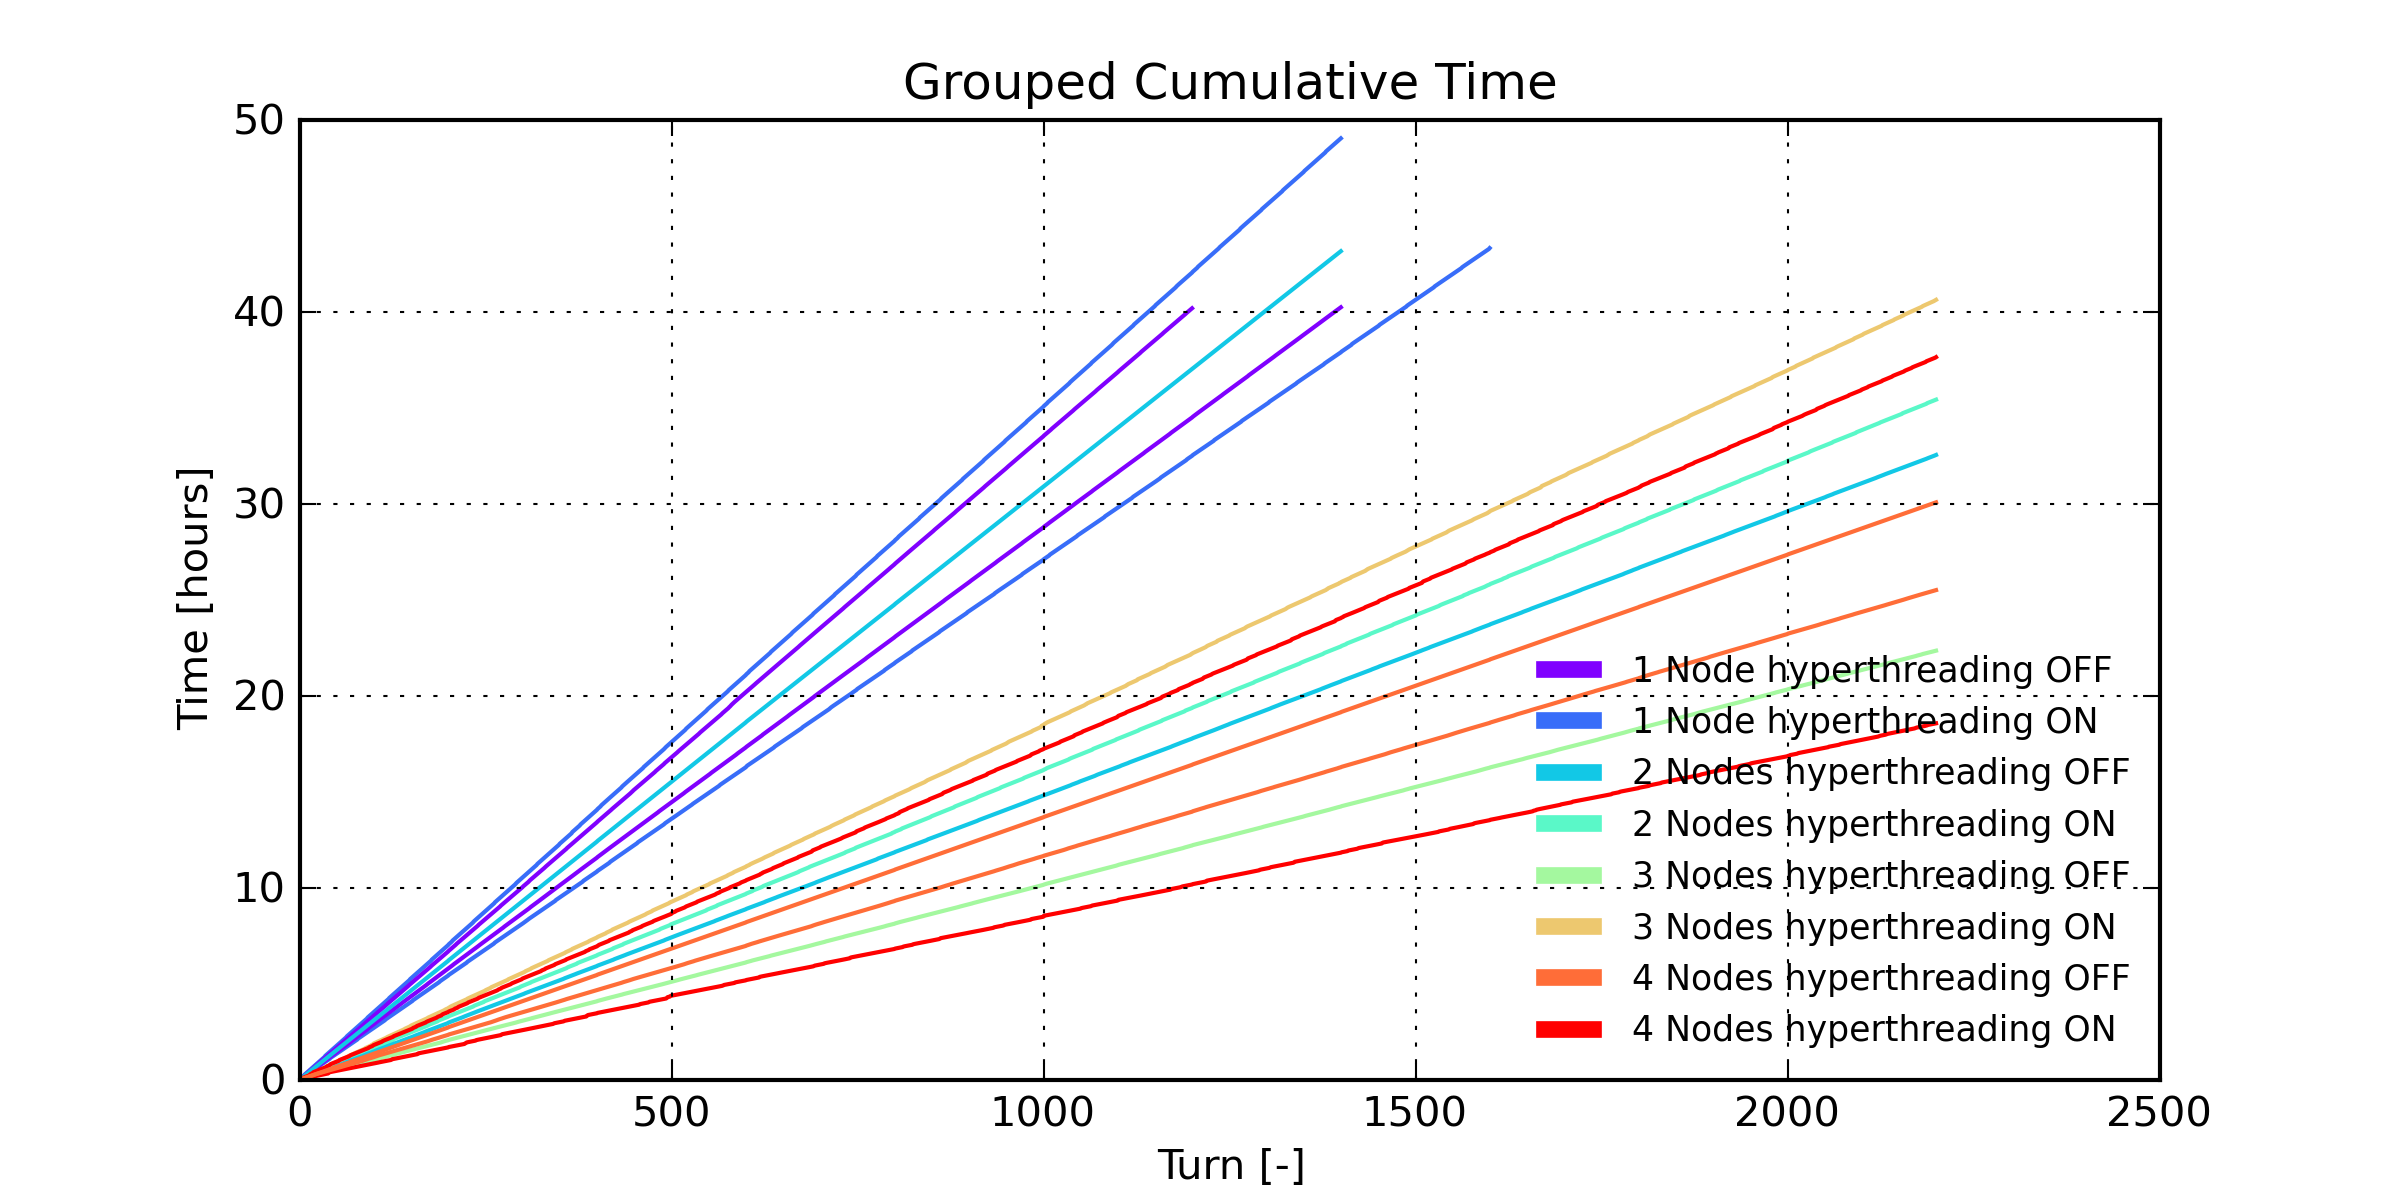 Grouped Cumulative Time
50
40
30
20
10
0
Time [hours]
1 Node hyperthreading OFF
1 Node hyperthreading ON
2 Nodes hyperthreading OFF
2 Nodes hyperthreading ON
3 Nodes hyperthreading OFF
3 Nodes hyperthreading ON
4 Nodes hyperthreading OFF
4 Nodes hyperthreading ON
0 500 1000 1500 2000 2500
Turn [-]